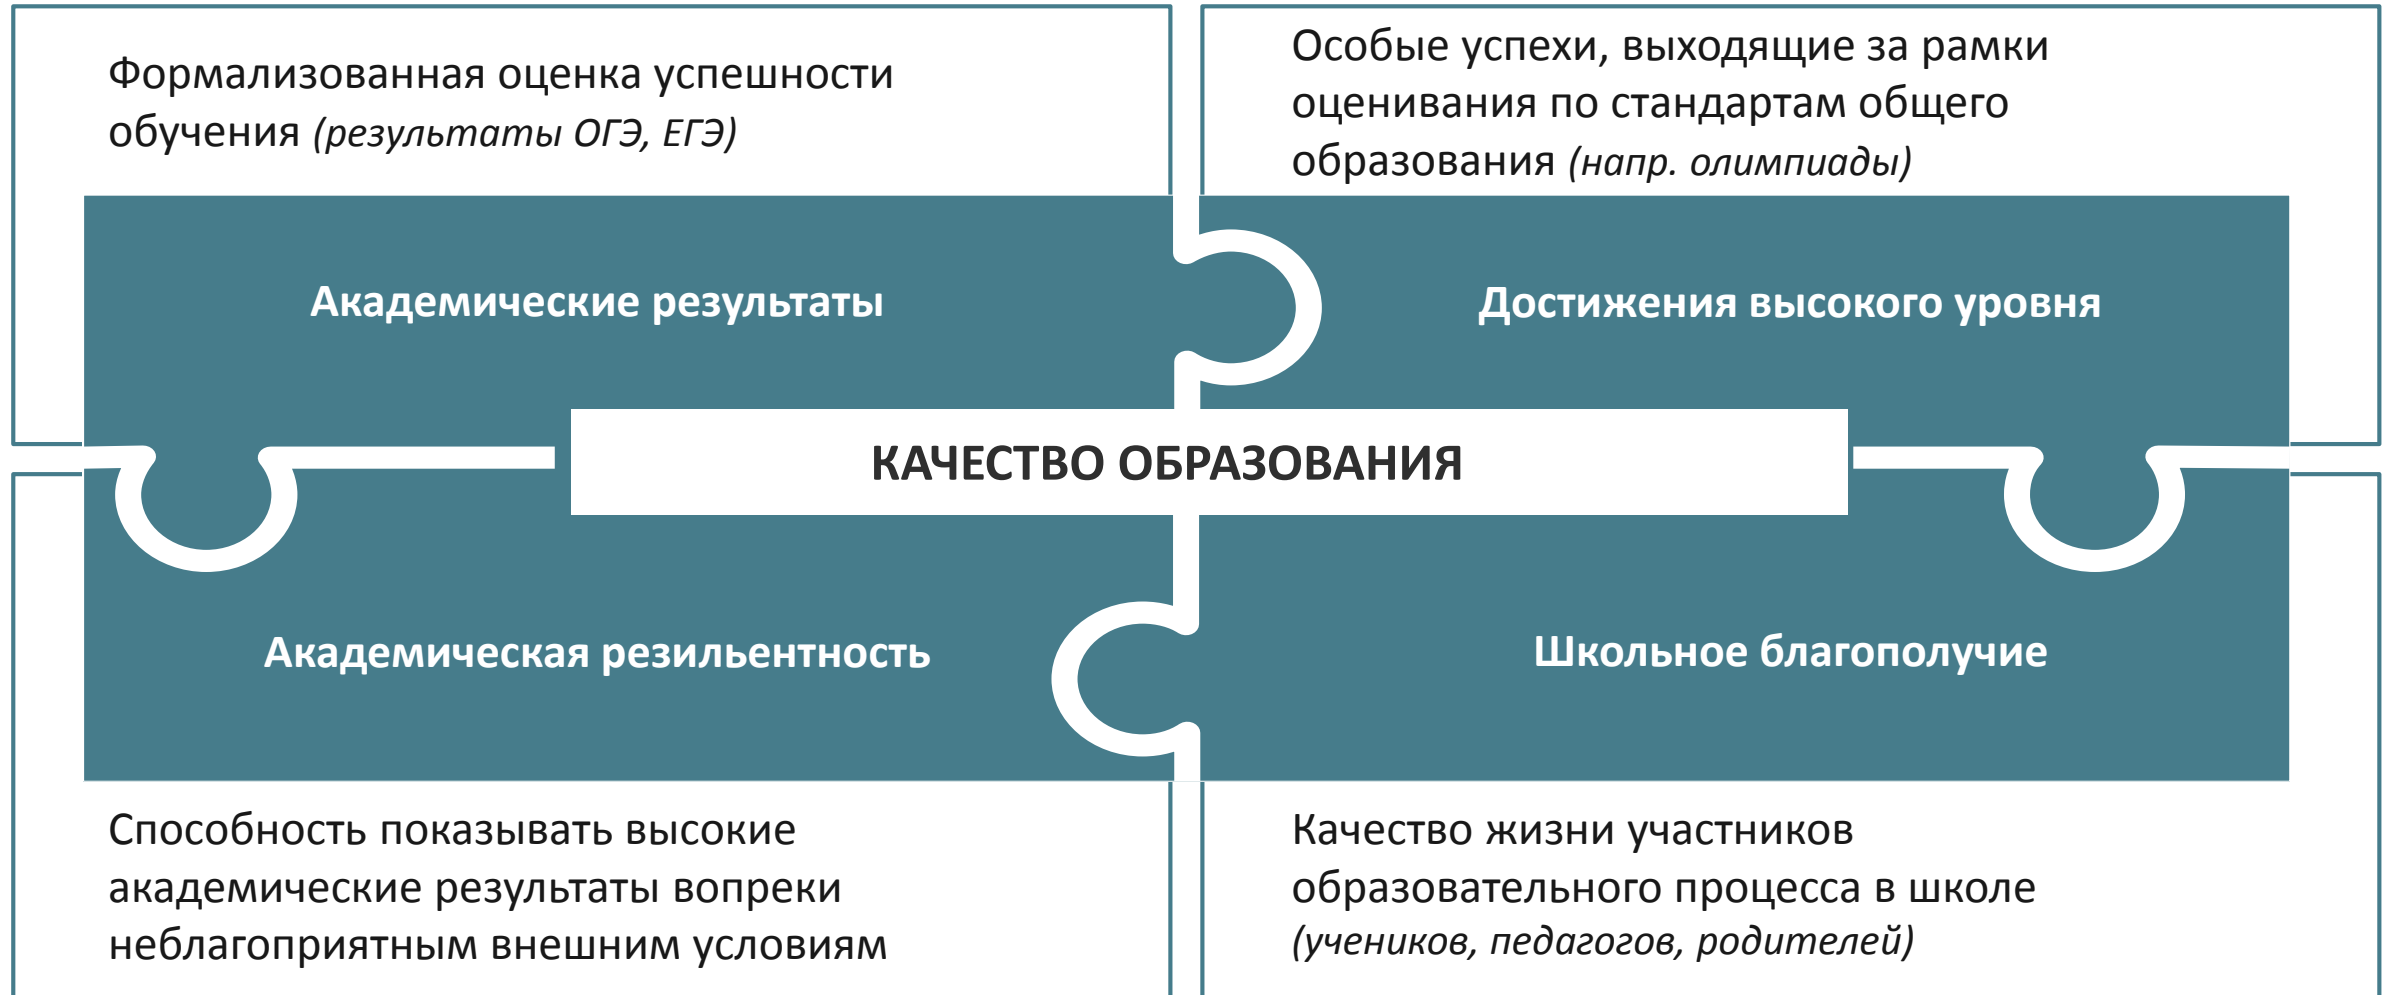 Формализованная оценка успешности
обучения (результаты ОГЭ, ЕГЭ)
Особые успехи, выходящие за рамки
оценивания по стандартам общего
образования (напр. олимпиады)
Академические результаты
Достижения высокого уровня
КАЧЕСТВО ОБРАЗОВАНИЯ
Академическая резильентность
Школьное благополучие
Способность показывать высокие
академические результаты вопреки
неблагоприятным внешним условиям
Качество жизни участников
образовательного процесса в школе
(учеников, педагогов, родителей)